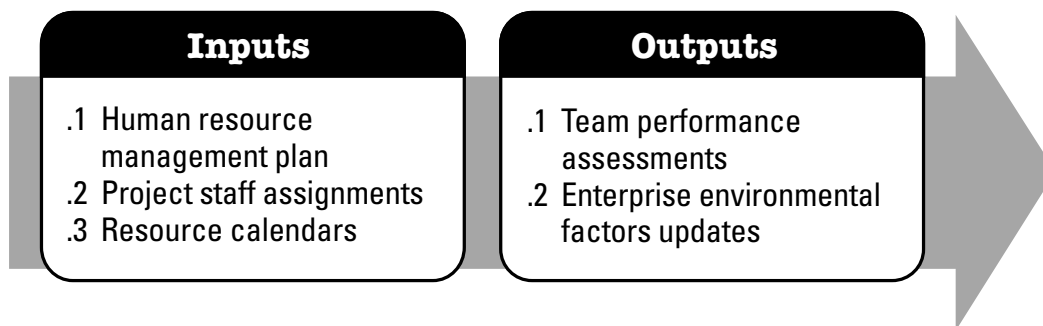 Inputs
.1 Human resource
management plan
.2 Project staff assignments
.3 Resource calendars
Outputs
.1 Team performance
assessments
.2 Enterprise environmental
factors updates